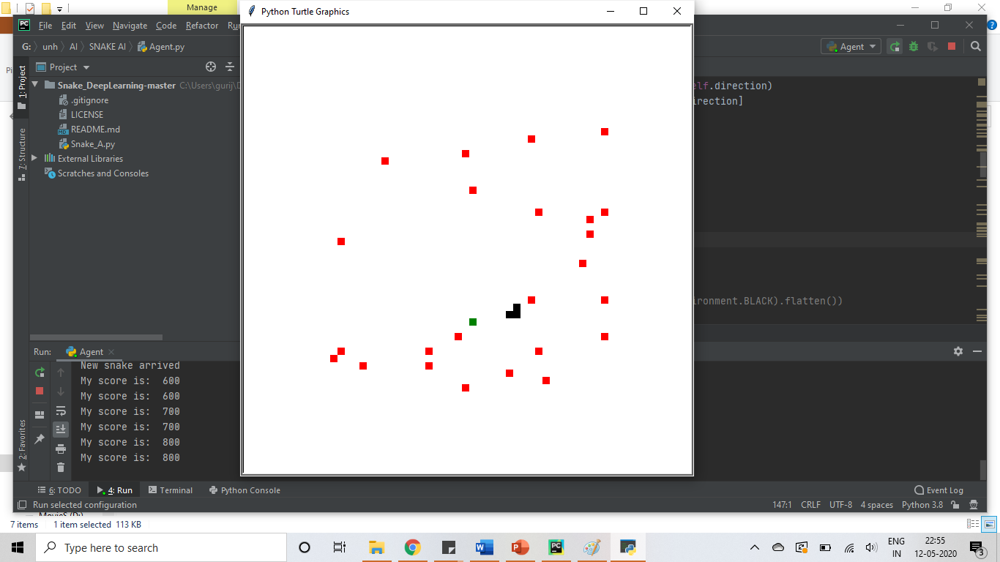 Manage
Python Turtle Graphics
PC File Edit View Navigate Code Refactor
G: unh AI SNAKE AI Agent.py
Agent
1: Project
Project
Snake_DeepLearning-master
.gitignore
LICENSE
README.md
Snake_A.py
External Libraries
Scratches and Consoles
7: Structure
.direction)
irection]
ironment.BLACK).flatten())
Run: Agent
New snake arrived
My score is: 600
My score is: 600
My score is: 700
My score is: 700
My score is: 800
My score is: 800
2: Favorites
6: TODO 4: Run Terminal Python Console Event Log
Run selected configuration 147:1 CRLF UTF-8 4 spaces Python 3.8
7 items 1 item selected 113 KB
Type here to search
ENG
IN
22:55
12-05-2020
3